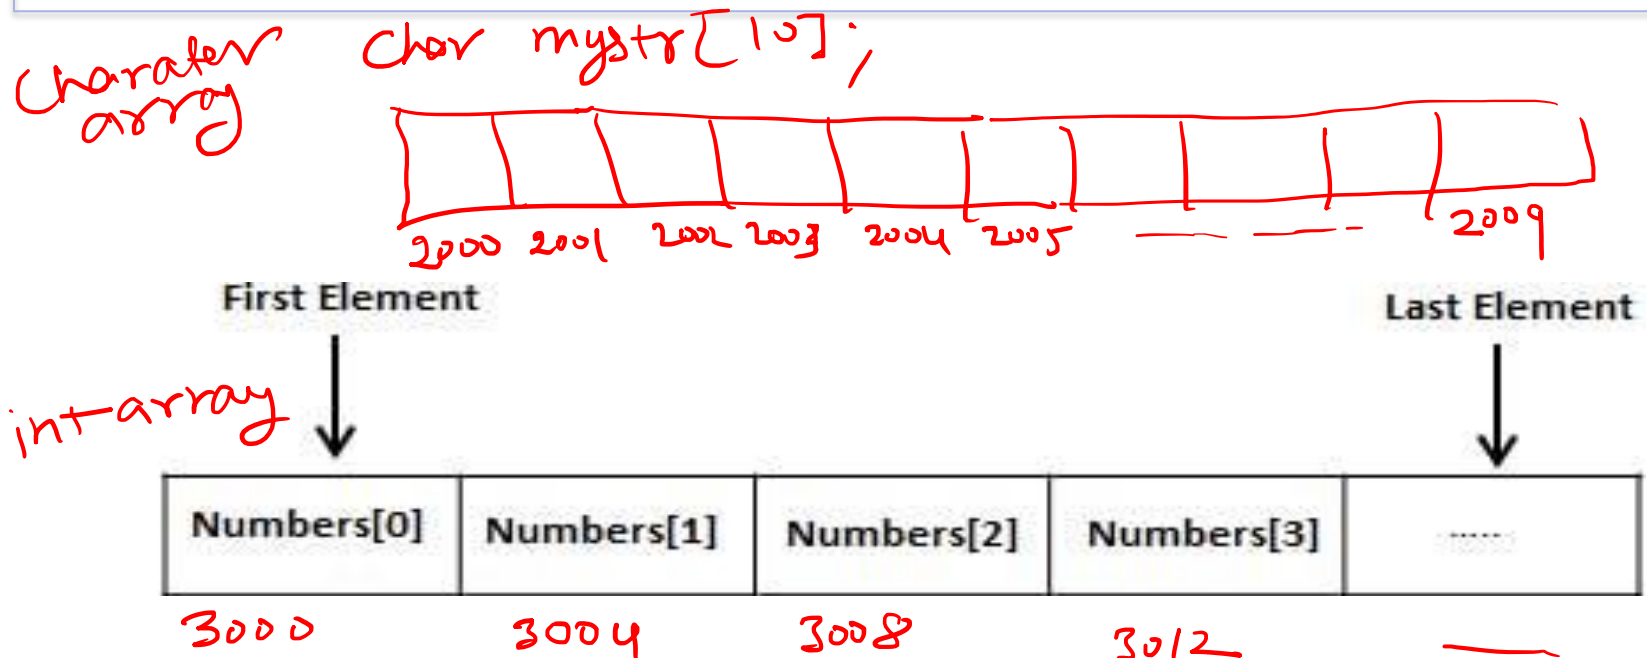 Charater char mystr[10];
array
2000 2001 2002 2003 2004 2005 — — - 2009
First Element Last Element
int-array
Numbers[0] Numbers[1] Numbers[2] Numbers[3] .....
3000 3004 3008 3012 —